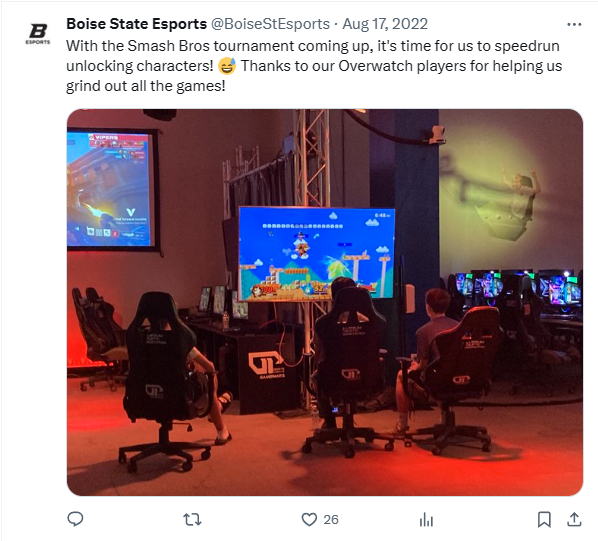 Boise State Esports @BoiseStEsports · Aug 17, 2022
With the Smash Bros tournament coming up, it's time for us to speedrun
unlocking characters! 😅 Thanks to our Overwatch players for helping us
grind out all the games!
B
ESPORTS
VIPERS
26